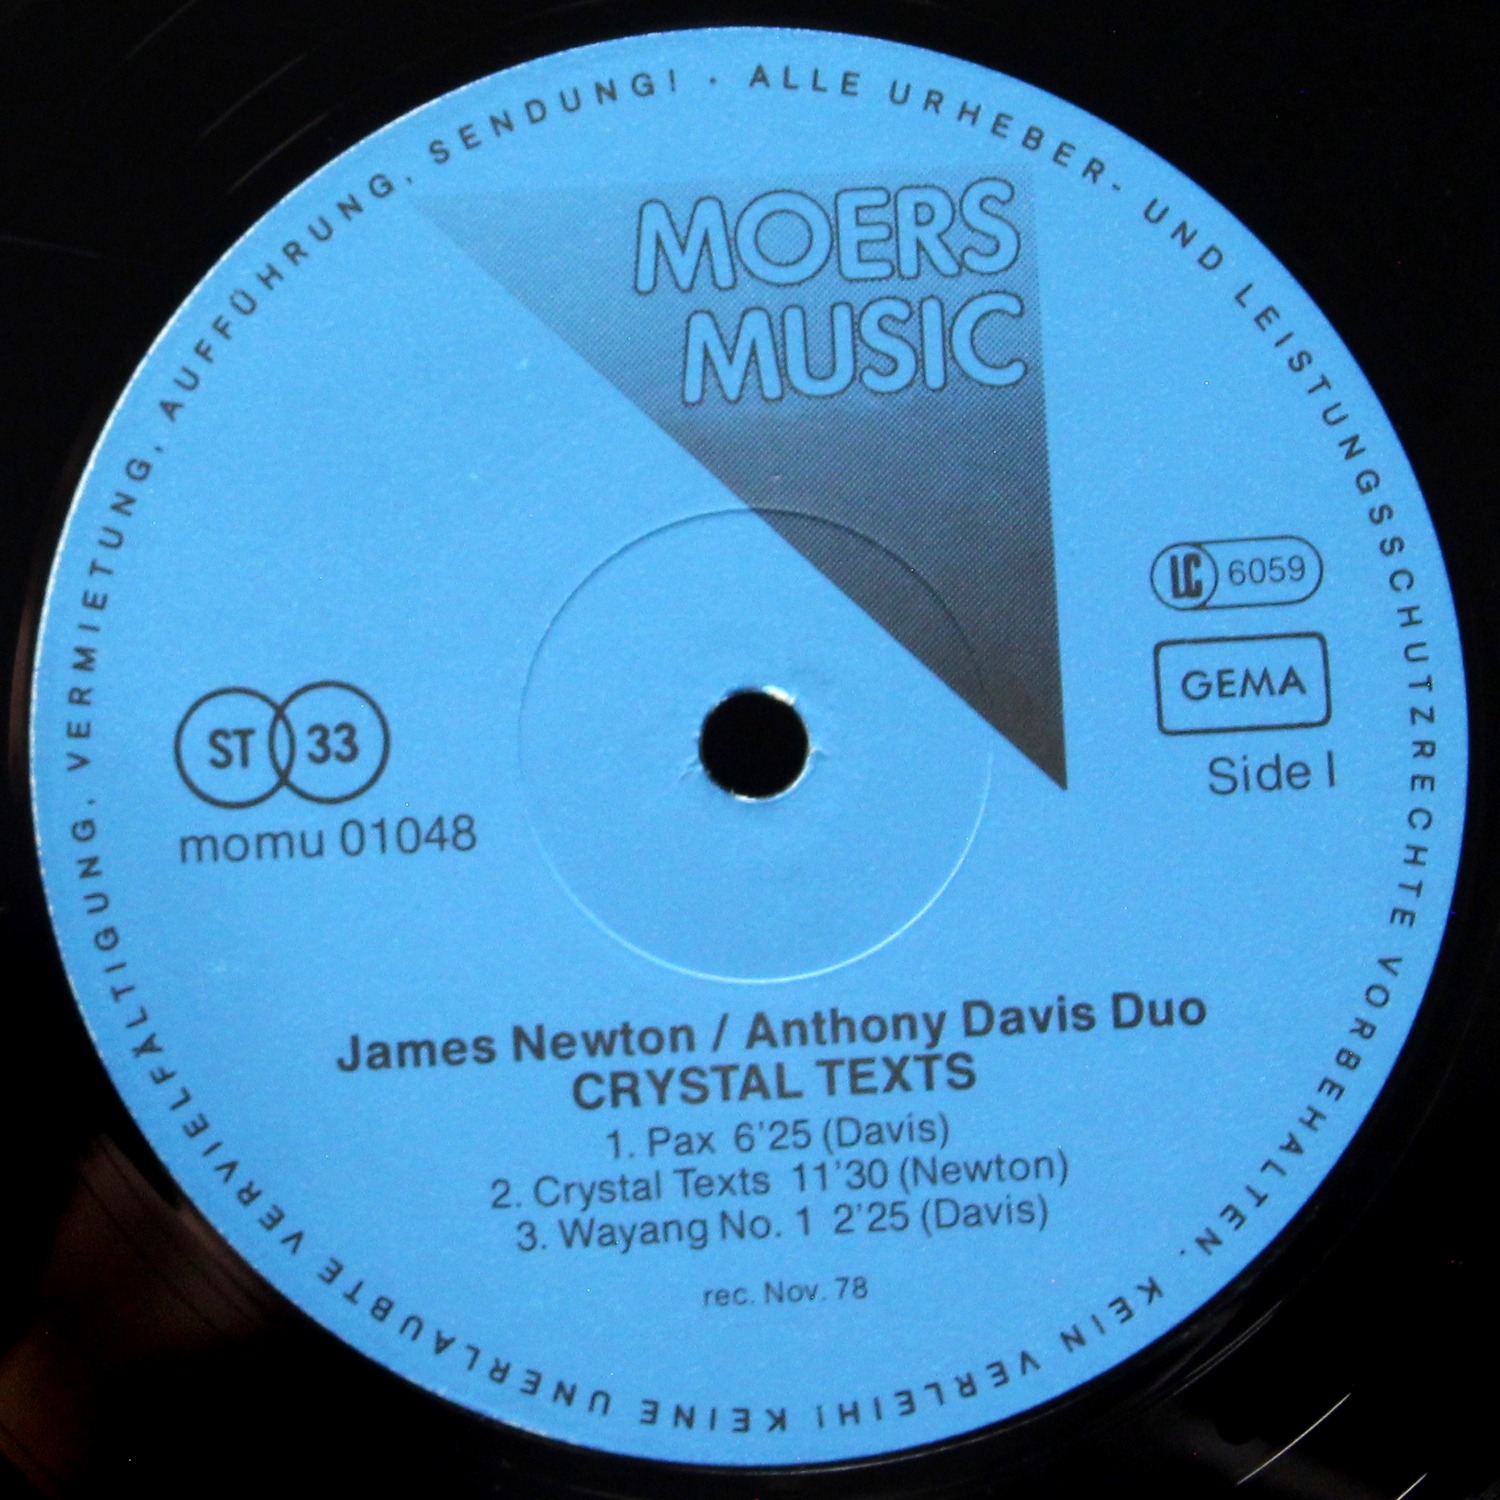 ALLE URHEBER- UND LEISTUNGSSCHUTZRECHTE VORBEHALTEN. KEIN VERLEIH! KEINE UNERLAUBTE VERVIELFÄLTIGUNG, VERMIETUNG, AUFFÜHRUNG, SENDUNG! ·
MOERS
MUSIC
LC 6059
GEMA
Side I
ST 33
momu 01048
James Newton / Anthony Davis Duo
CRYSTAL TEXTS
1. Pax 6'25 (Davis)
2. Crystal Texts 11'30 (Newton)
3. Wayang No. 1 2'25 (Davis)
rec. Nov. 78